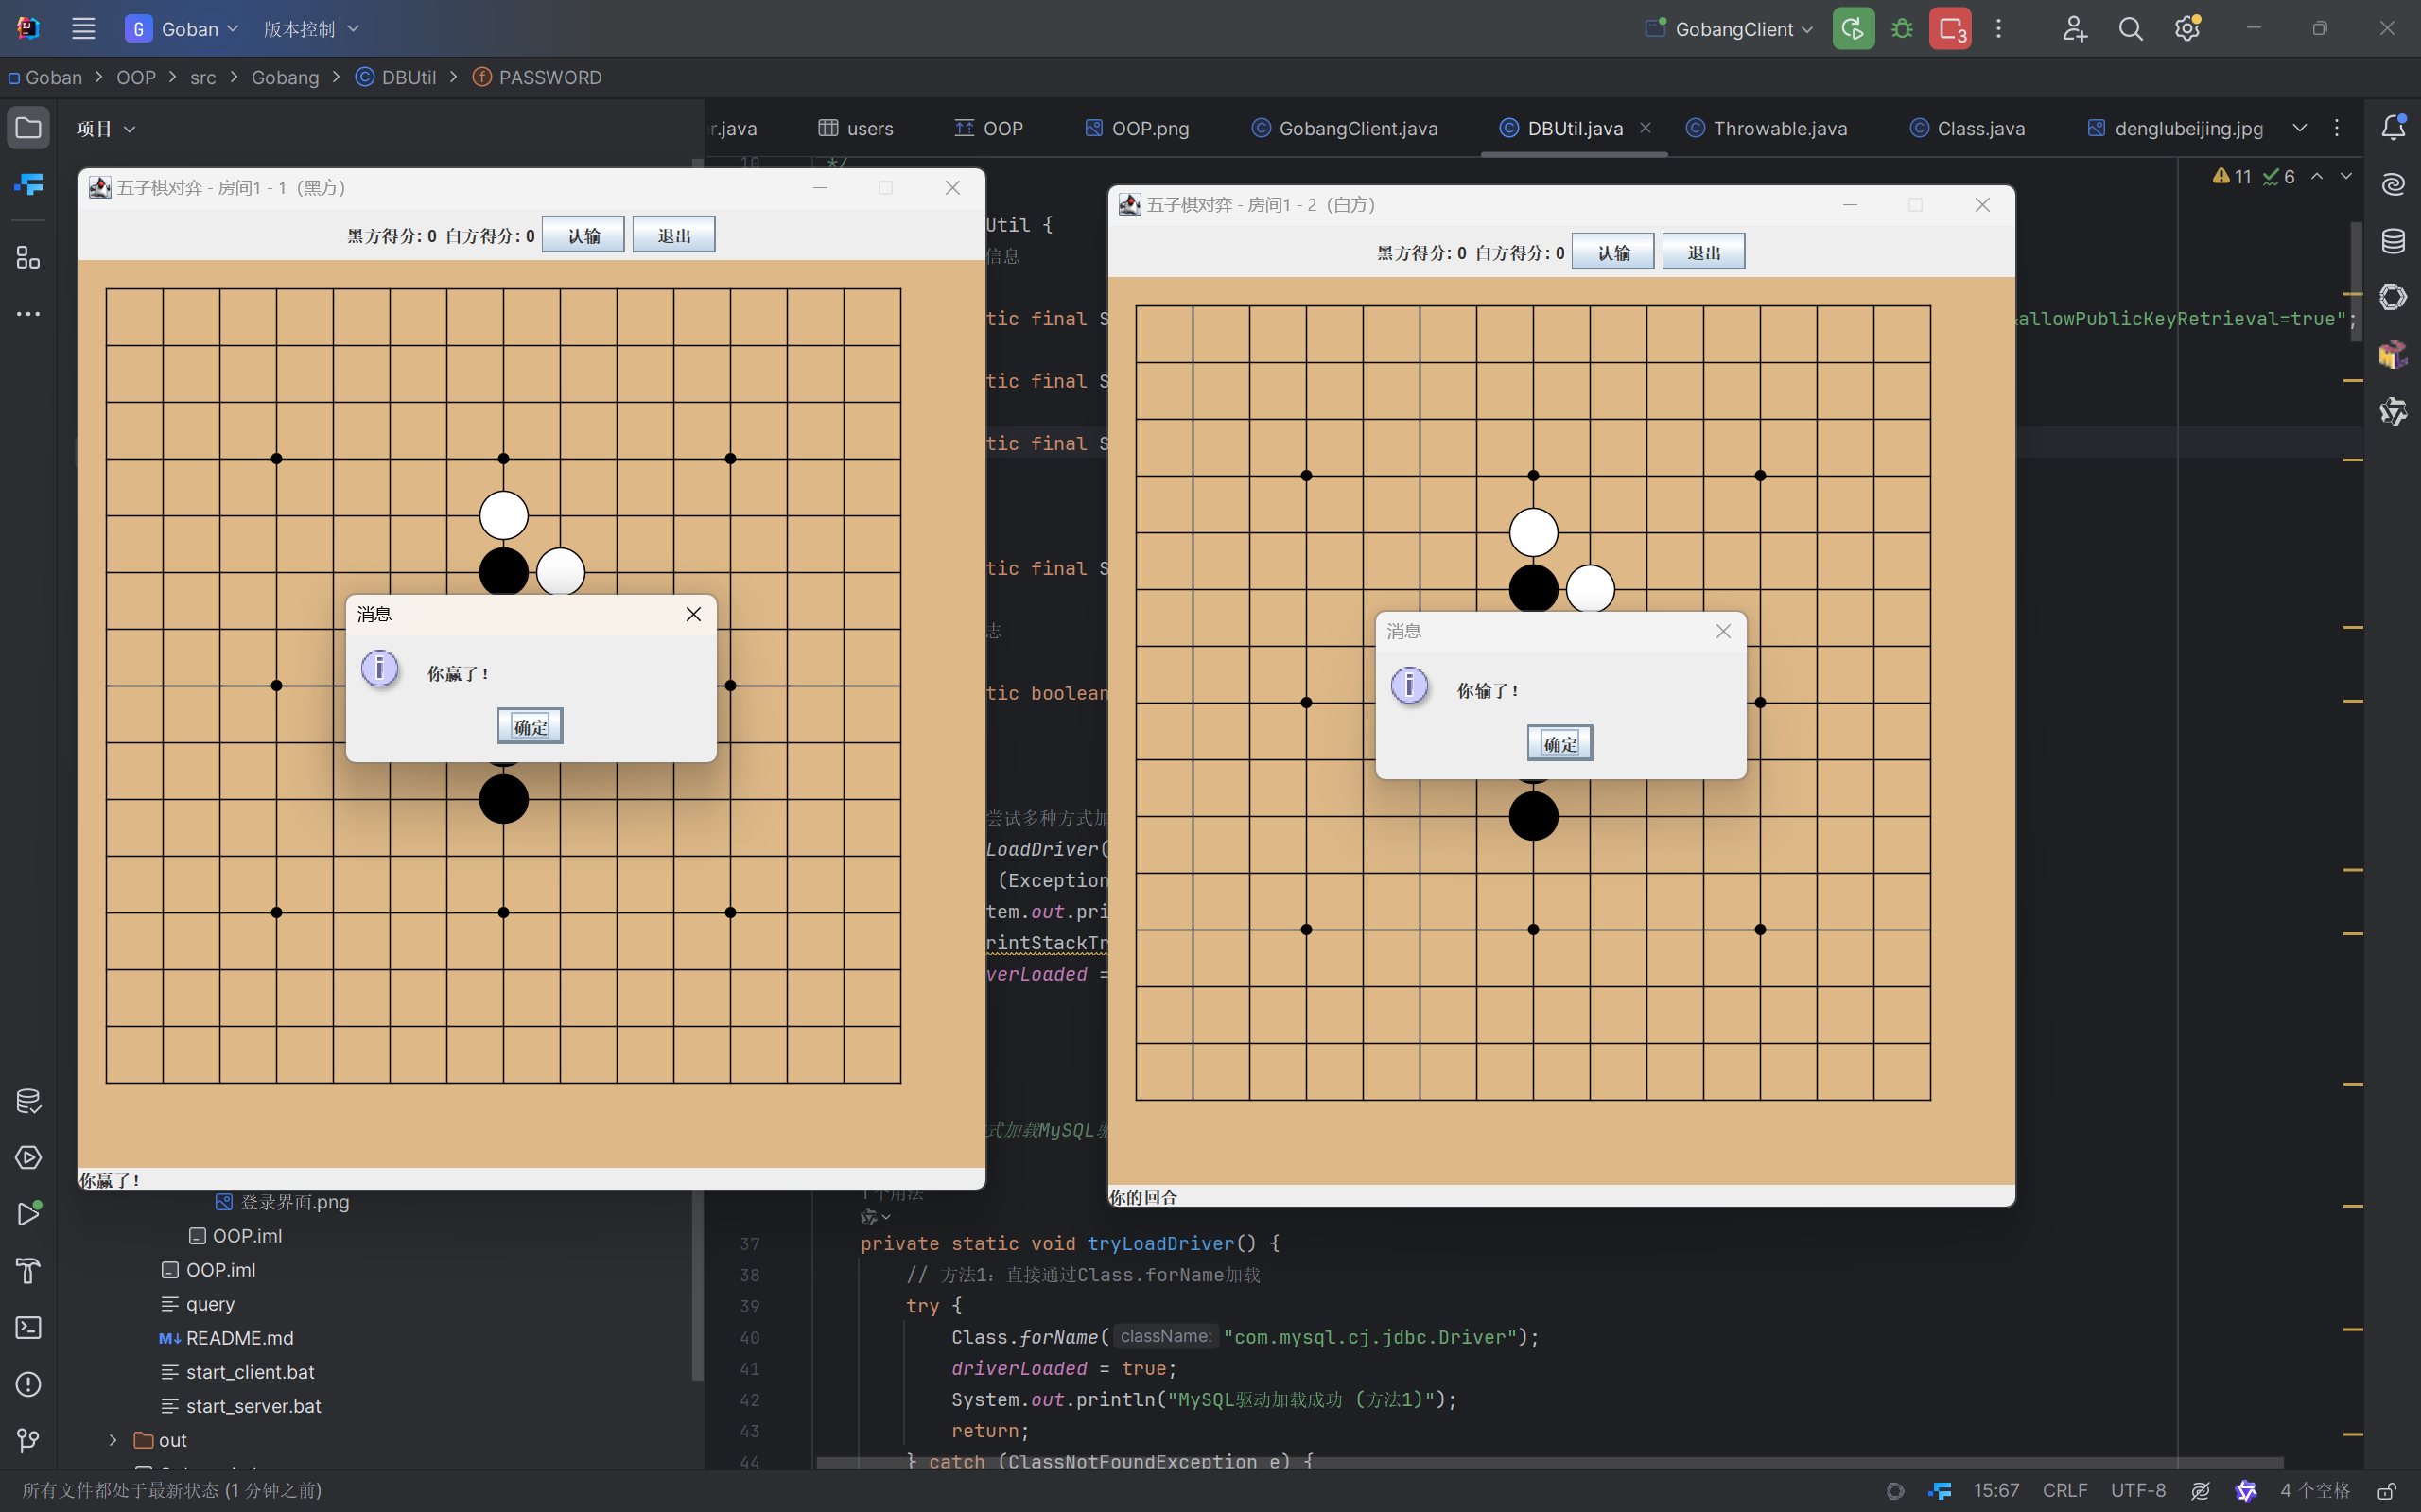 G Goban 版本控制 GobangClient 3
Goban > OOP > src > Gobang > DBUtil > PASSWORD
项目
r.java users OOP OOP.png GobangClient.java DBUtil.java Throwable.java Class.java denglubeijing.jpg
10 */
11 6
五子棋对弈 - 房间1 - 1（黑方）
黑方得分: 0 白方得分: 0 认输 退出
消息
你赢了！
确定
你赢了！
五子棋对弈 - 房间1 - 2（白方）
黑方得分: 0 白方得分: 0 认输 退出
消息
你输了！
确定
你的回合
Util {
信息
tic final S
allowPublicKeyRetrieval=true";
tic final S
tic final S
tic final S
志
tic boolean
尝试多种方式加
LoadDriver(
(Exception
tem.out.pri
rintStackTr
verLoaded =
式加载MySQL驱
1个用法
37 private static void tryLoadDriver() {
38 // 方法1：直接通过Class.forName加载
39 try {
40 Class.forName( className: "com.mysql.cj.jdbc.Driver");
41 driverLoaded = true;
42 System.out.println("MySQL驱动加载成功 (方法1)");
43 return;
44 } catch (ClassNotFoundException e) {
登录界面.png
OOP.iml
OOP.iml
query
M↓ README.md
start_client.bat
start_server.bat
out
所有文件都处于最新状态 (1 分钟之前)
15:67 CRLF UTF-8 4 个空格